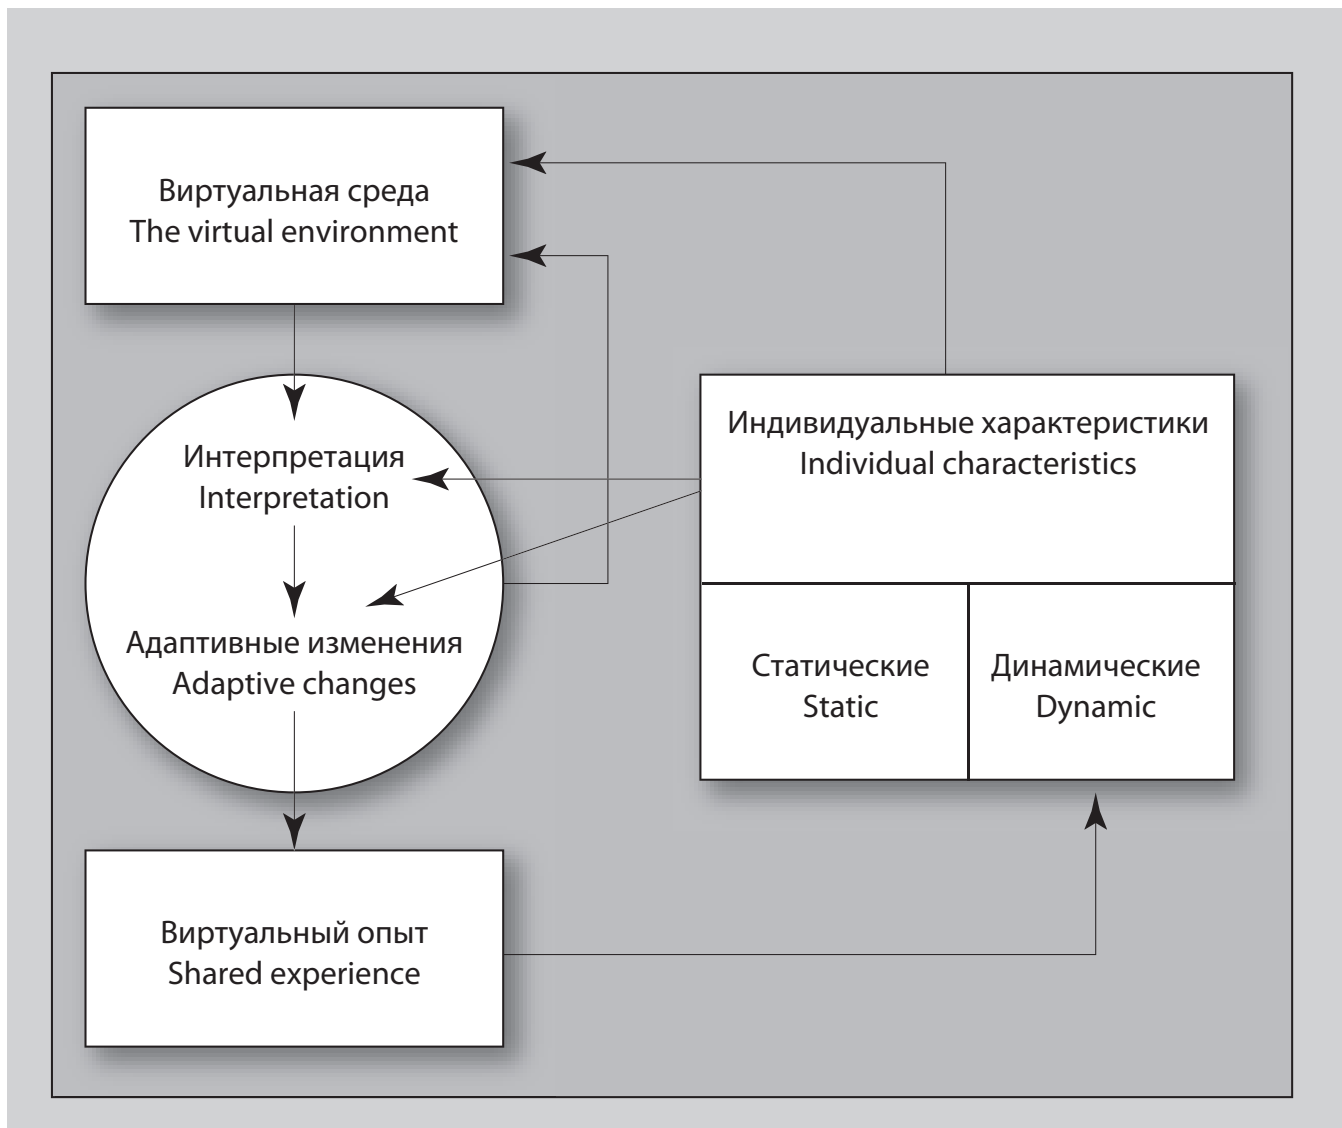 Виртуальная среда
The virtual environment
Интерпретация
Interpretation
Адаптивные изменения
Adaptive changes
Виртуальный опыт
Shared experience
Индивидуальные характеристики
Individual characteristics
Статические
Static
Динамические
Dynamic